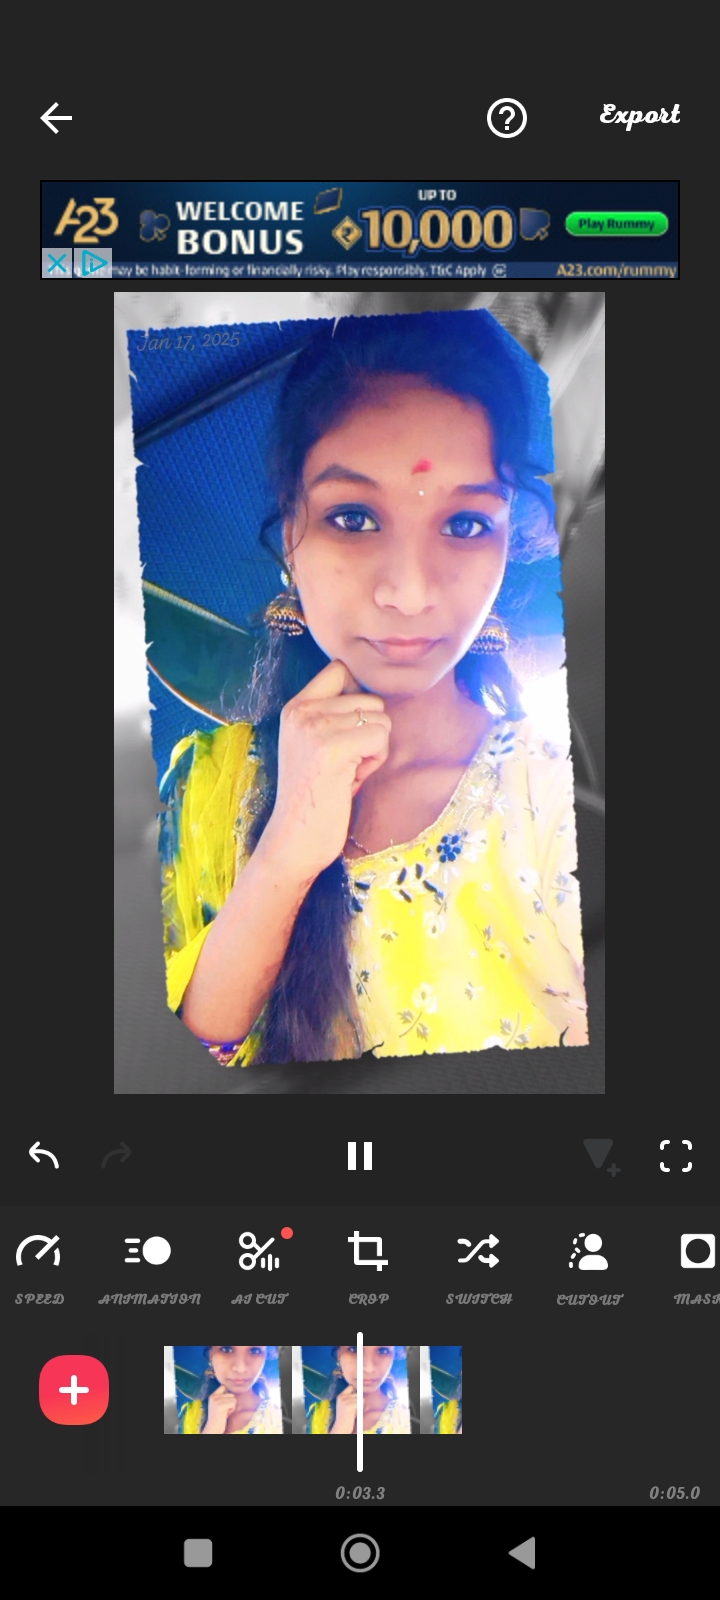 Export
A23
WELCOME
BONUS
UP TO
10,000
Play Rummy
may be habit-forming or financially risky. Play responsibly. T&C Apply
A23.com/rummy
Jan 17, 2025
SPEED ANIMATION AI CUT CROP SWITCH CUTOUT MASK
0:03.3 0:05.0